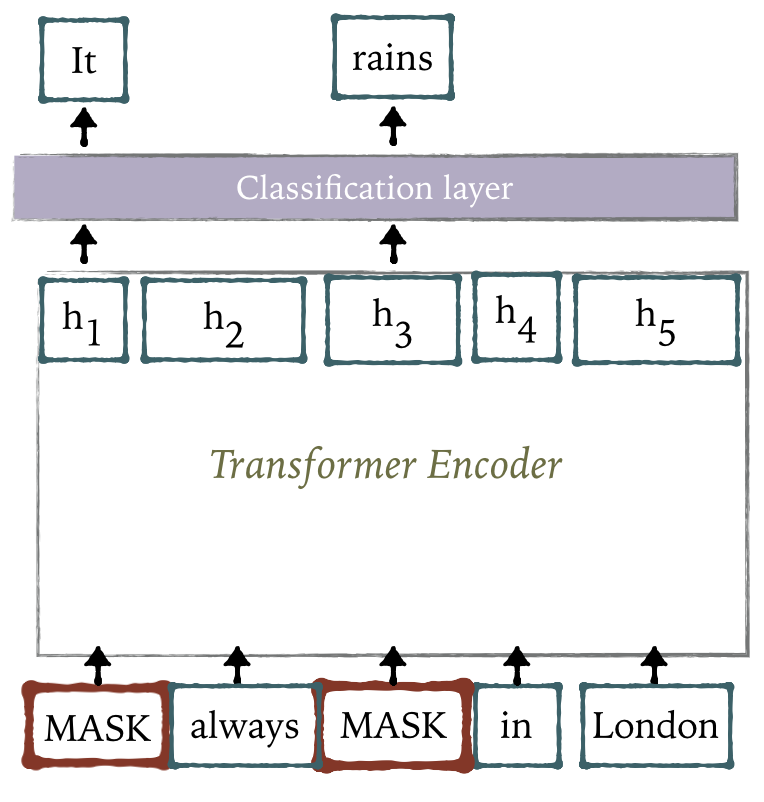 It rains
Classification layer
h₁ h₂ h₃ h₄ h₅
Transformer Encoder
MASK always MASK in London